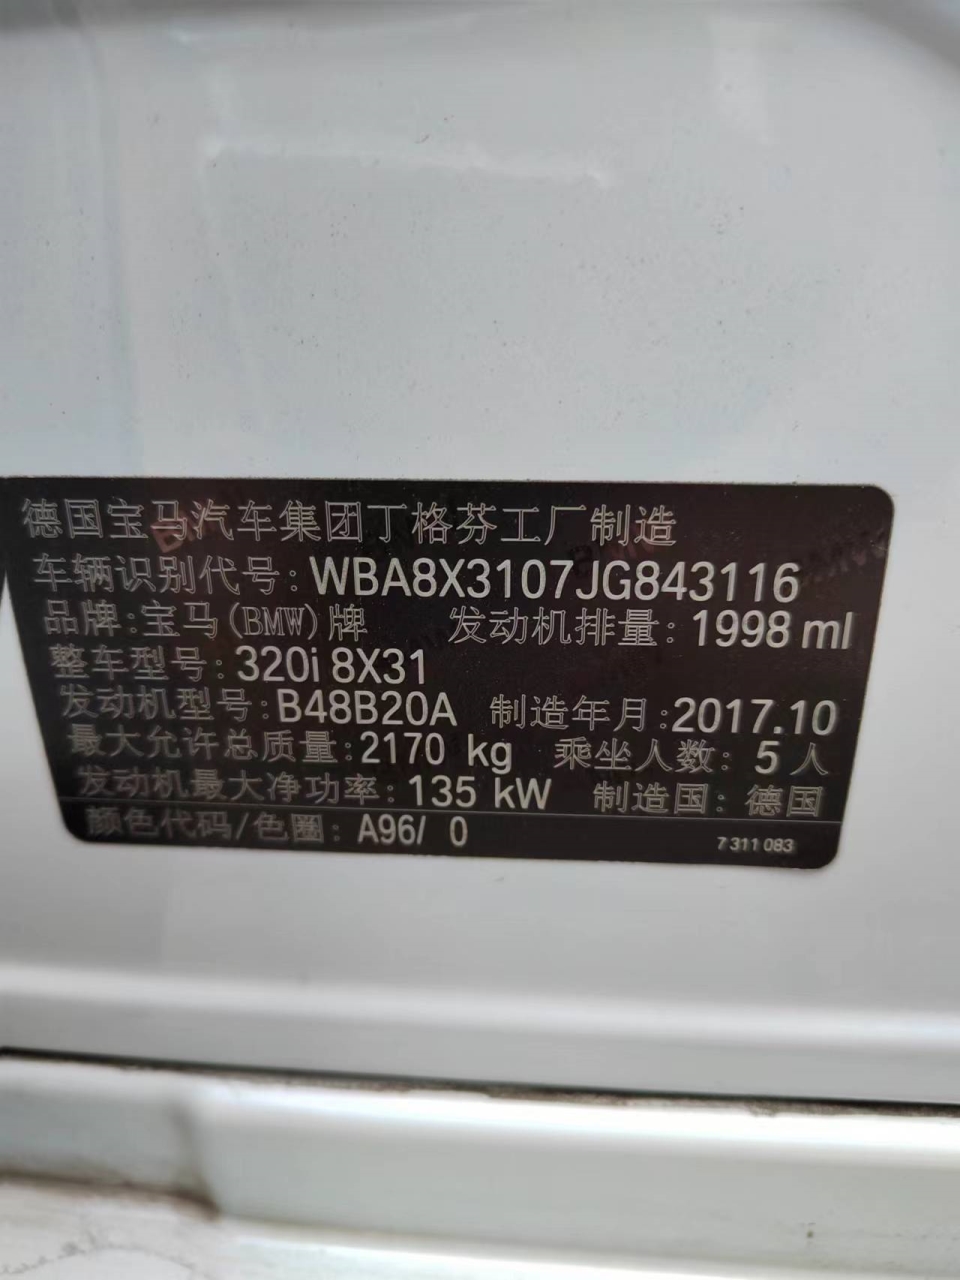 德国宝马汽车集团丁格芬工厂制造
车辆识别代号: WBA8X3107JG843116
品牌:宝马(BMW)牌 发动机排量: 1998 ml
整车型号: 320i 8X31
发动机型号: B48B20A 制造年月:2017.10
最大允许总质量: 2170 kg 乘坐人数: 5 人
发动机最大净功率: 135 kW 制造国: 德国
颜色代码/色圈: A96/ 0 7 311 083